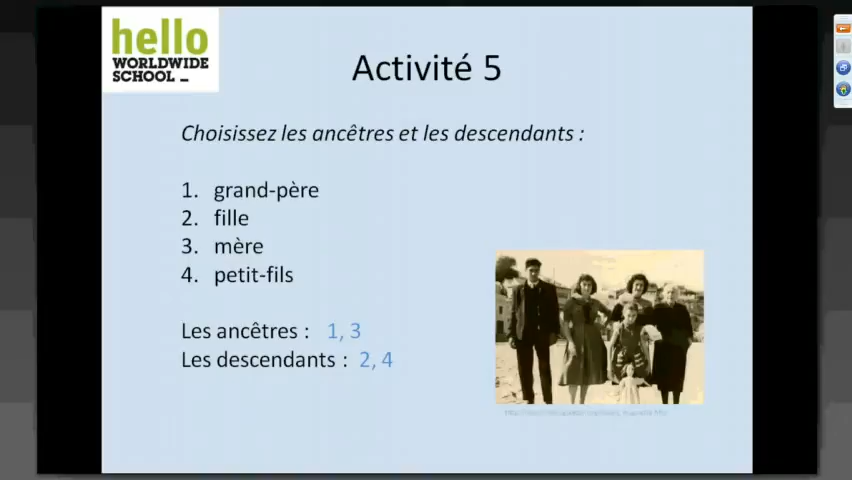 hello
WORLDWIDE
SCHOOL
Activité 5
Choisissez les ancêtres et les descendants :
1. grand-père
2. fille
3. mère
4. petit-fils
Les ancêtres : 1, 3
Les descendants : 2, 4